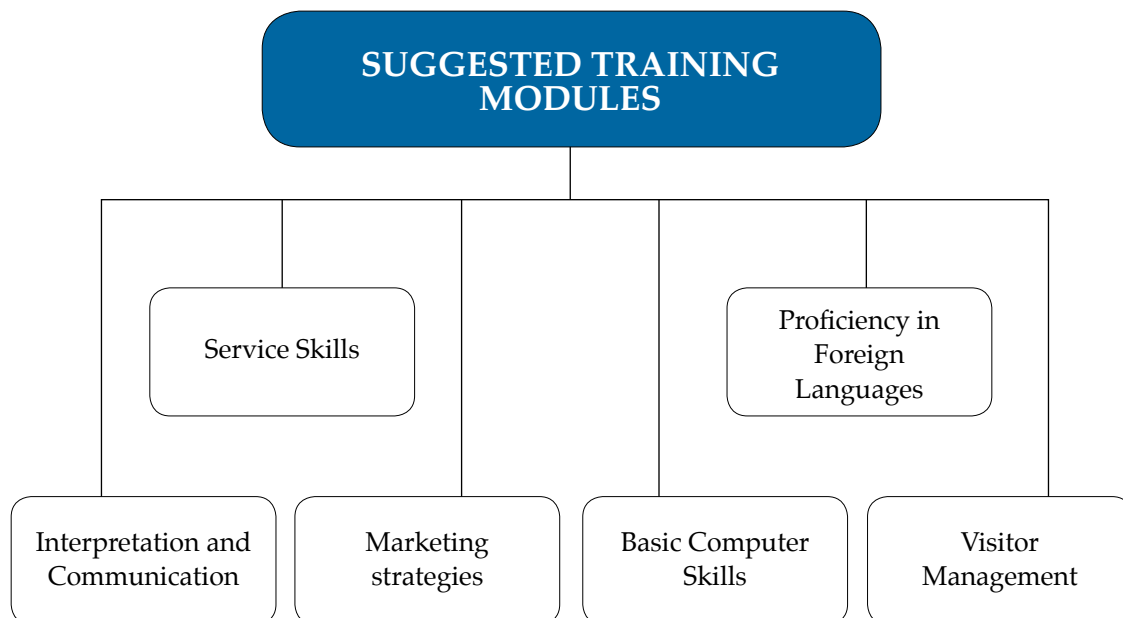 SUGGESTED TRAINING
MODULES
Service Skills
Proficiency in
Foreign
Languages
Interpretation and
Communication
Marketing
strategies
Basic Computer
Skills
Visitor
Management